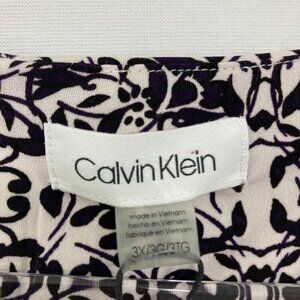 Calvin Klein
made in Vietnam
hecho en Vietnam
fabriqué en Vietnam
3X/3G/3TG